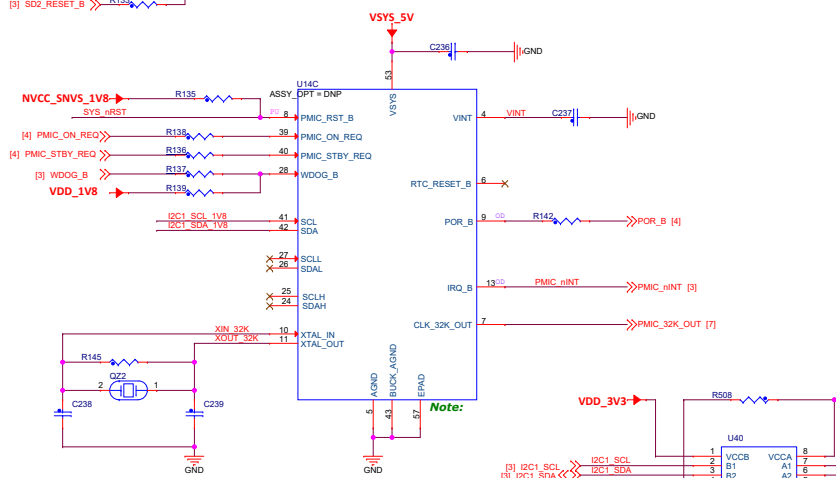 [3] SD2_RESET_B
R133
VSYS_5V
C236
GND
53
U14C
ASSY_OPT = DNP
VSYS
NVCC_SNVS_1V8
R135
SYS_nRST
PU
8
PMIC_RST_B
VINT
4
VINT
C237
GND
[4] PMIC_ON_REQ
R138
39
PMIC_ON_REQ
[4] PMIC_STBY_REQ
R136
40
PMIC_STBY_REQ
[3] WDOG_B
R137
28
WDOG_B
RTC_RESET_B
6
VDD_1V8
R139
I2C1_SCL_1V8
41
SCL
I2C1_SDA_1V8
42
SDA
POR_B
9
OD
R142
POR_B [4]
27
SCLL
26
SDAL
IRQ_B
13
OD
PMIC_nINT
PMIC_nINT [3]
25
SCLH
24
SDAH
CLK_32K_OUT
7
PMIC_32K_OUT [7]
XIN_32K
10
XTAL_IN
XOUT_32K
11
XTAL_OUT
R145
QZ2
2
1
C238
C239
GND
AGND
BUCK_AGND
EPAD
5
43
57
Note:
GND
VDD_3V3
R508
U40
1
VCCB
VCCA
8
[3] I2C1_SCL
I2C1_SCL
2
B1
A1
7
[3] I2C1_SDA
I2C1_SDA
3
B2
A2
6